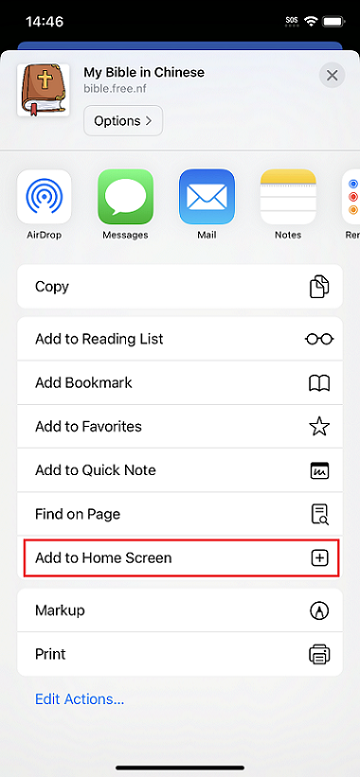 14:46
SOS
My Bible in Chinese
bible.free.nf
Options
AirDrop
Messages
Mail
Notes
Rer
Copy
Add to Reading List
Add Bookmark
Add to Favorites
Add to Quick Note
Find on Page
Add to Home Screen
Markup
Print
Edit Actions...